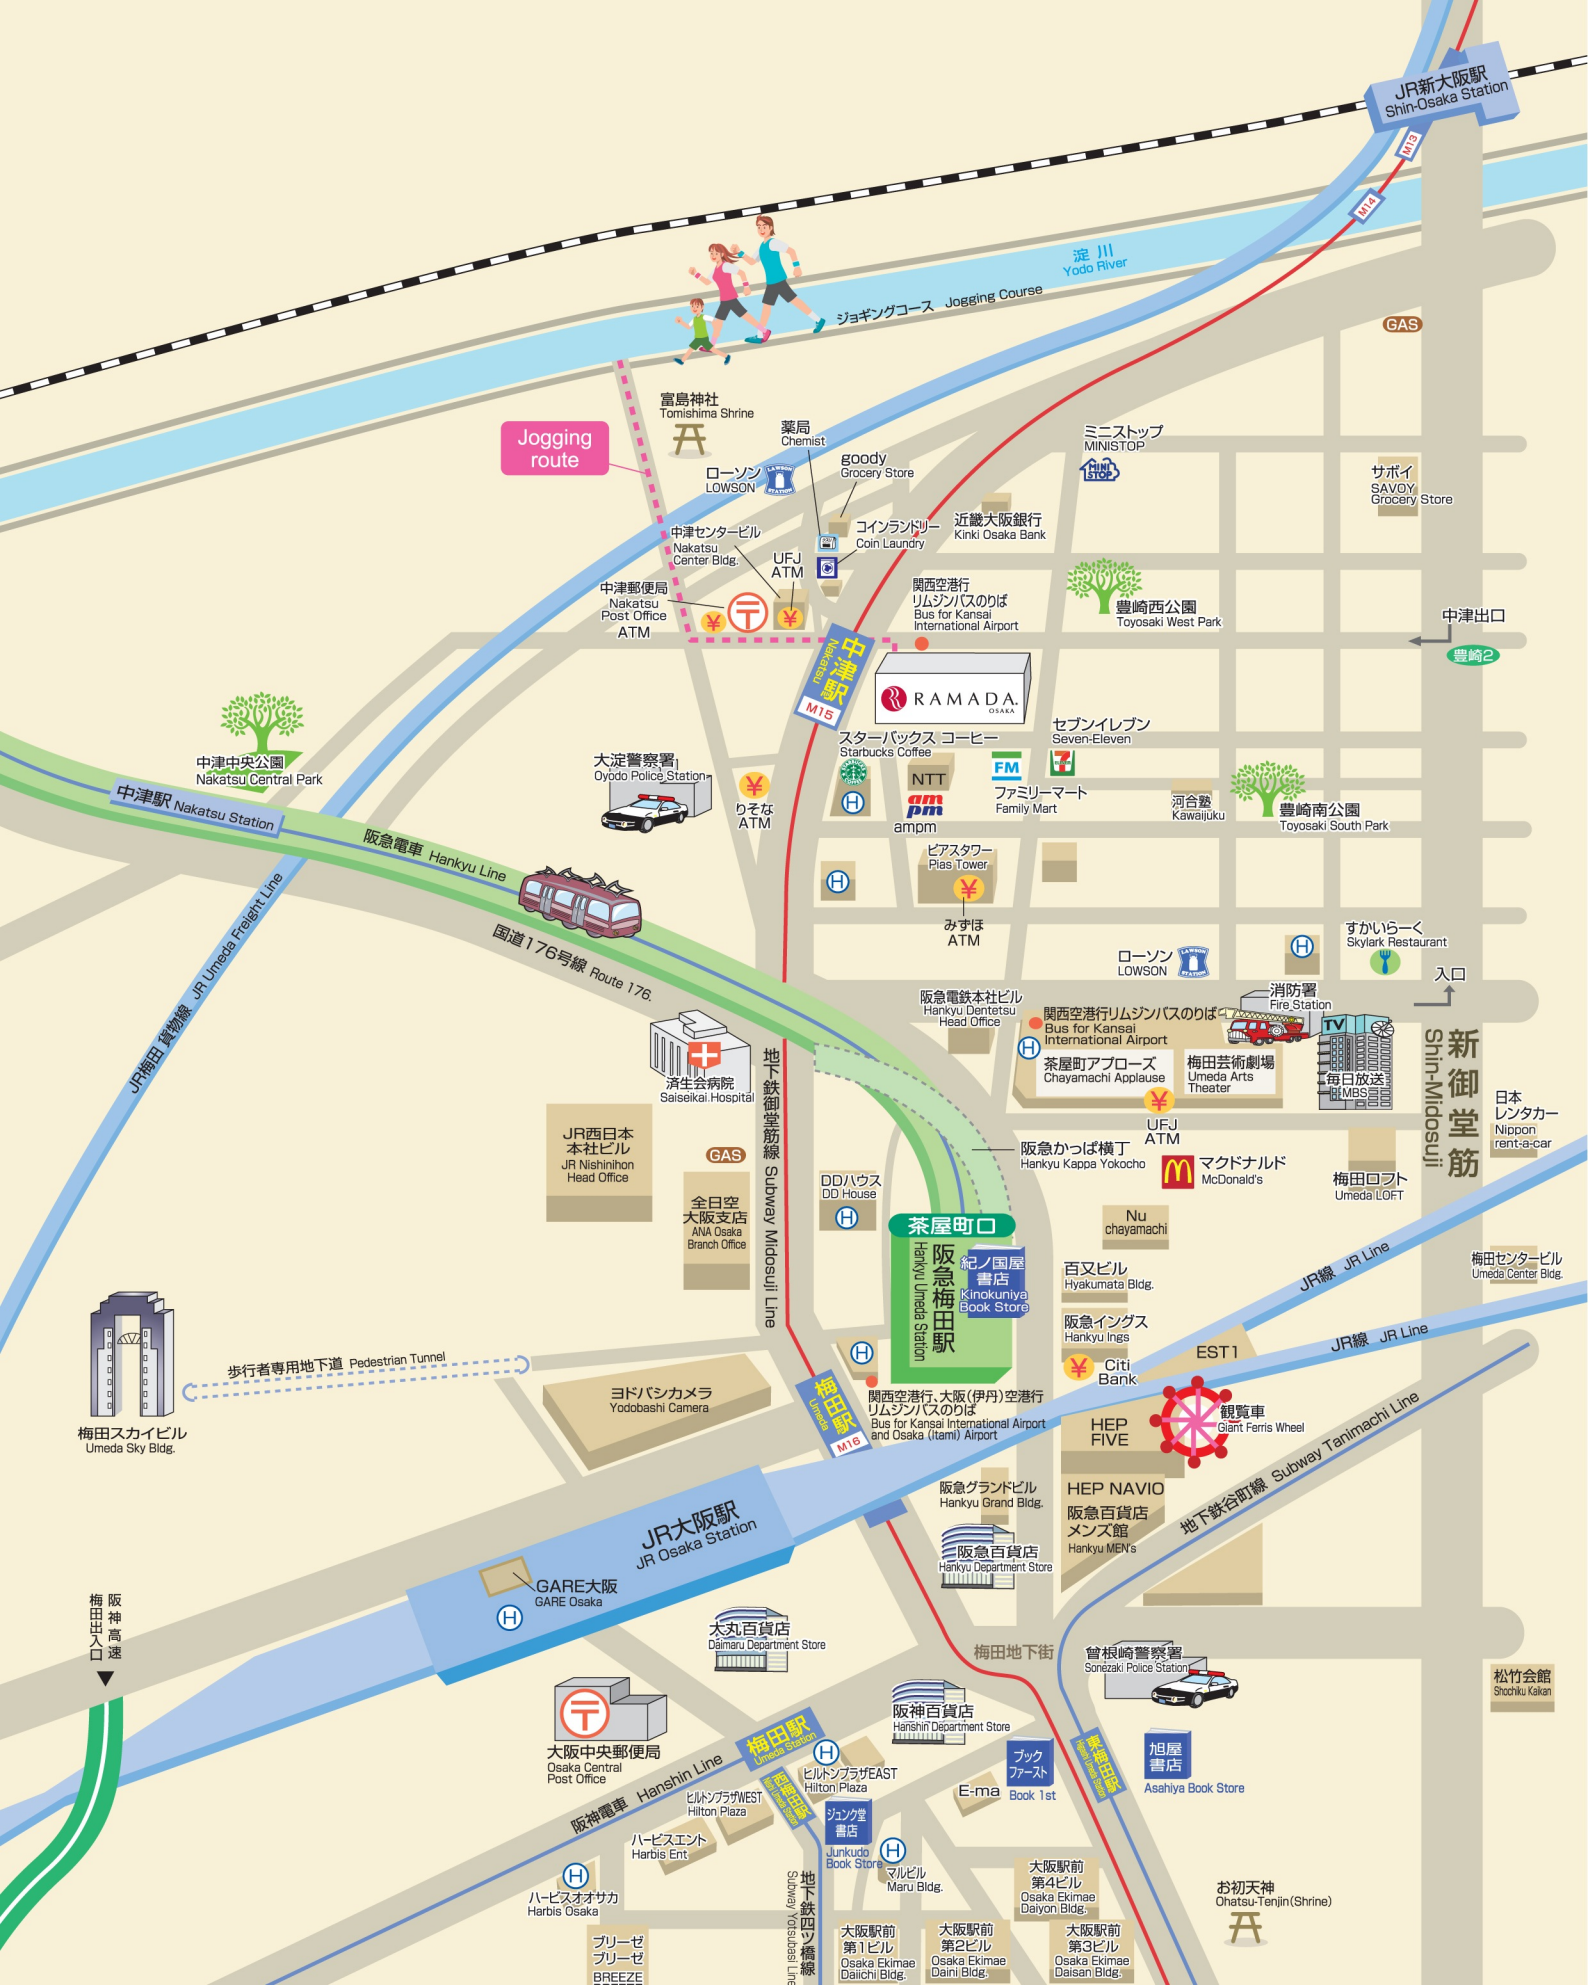 JR新大阪駅
Shin-Osaka Station
M13
M14
淀川
Yodo River
ジョギングコース Jogging Course
GAS
富島神社
Tomishima Shrine
Jogging
route
薬局
Chemist
ローソン
LOWSON
LAWSON
STATION
goody
Grocery Store
ミニストップ
MINISTOP
MINI
STOP
サボイ
SAVOY
Grocery Store
中津センタービル
Nakatsu
Center Bldg.
コインランドリー
Coin Laundry
近畿大阪銀行
Kinki Osaka Bank
UFJ
ATM
中津郵便局
Nakatsu
Post Office
ATM
¥
〒
¥
関西空港行
リムジンバスのりば
Bus for Kansai
International Airport
豊崎西公園
Toyosaki West Park
中津出口
豊崎2
中津駅
Nakatsu
M15
RAMADA.
OSAKA
中津中央公園
Nakatsu Central Park
中津駅 Nakatsu Station
大淀警察署
Oyodo Police Station
¥
りそな
ATM
スターバックス コーヒー
Starbucks Coffee
H
NTT
am
pm
ampm
FM
ファミリーマート
Family Mart
セブンイレブン
Seven-Eleven
河合塾
Kawaijuku
豊崎南公園
Toyosaki South Park
阪急電車 Hankyu Line
H
ピアスタワー
Pias Tower
¥
みずほ
ATM
国道176号線 Route 176.
JR梅田 貨物線 JR Umeda Freight Line
ローソン
LOWSON
LAWSON
STATION
H
すかいらーく
Skylark Restaurant
入口
阪急電鉄本社ビル
Hankyu Dentetsu
Head Office
関西空港行リムジンバスのりば
Bus for Kansai
International Airport
H
茶屋町アプローズ
Chayamachi Applause
梅田芸術劇場
Umeda Arts
Theater
消防署
Fire Station
TV
毎日放送
MBS
新御堂筋
Shin-Midosuji
¥
UFJ
ATM
済生会病院
Saiseikai.Hospital
地下鉄御堂筋線 Subway Midosuji Line
日本
レンタカー
Nippon
rent-a-car
JR西日本
本社ビル
JR Nishinihon
Head Office
GAS
全日空
大阪支店
ANA Osaka
Branch Office
阪急かっぱ横丁
Hankyu Kappa Yokocho
マクドナルド
McDonald's
梅田ロフト
Umeda LOFT
DDハウス
DD House
H
茶屋町口
阪急梅田駅
Hankyu Umeda Station
紀ノ国屋
書店
Kinokuniya
Book Store
Nu
chayamachi
百又ビル
Hyakumata Bldg.
阪急イングス
Hankyu Ings
¥
Citi
Bank
JR線 JR Line
梅田センタービル
Umeda Center Bldg.
EST1
JR線 JR Line
梅田スカイビル
Umeda Sky Bldg.
歩行者専用地下道 Pedestrian Tunnel
ヨドバシカメラ
Yodobashi Camera
H
梅田駅
Umeda
M16
関西空港行、大阪(伊丹)空港行
リムジンバスのりば
Bus for Kansai International Airport
and Osaka (Itami) Airport
HEP
FIVE
観覧車
Giant Ferris Wheel
地下鉄谷町線 Subway Tanimachi Line
阪急グランドビル
Hankyu Grand Bldg.
HEP NAVIO
阪急百貨店
メンズ館
Hankyu MEN's
JR大阪駅
JR Osaka Station
GARE大阪
GARE Osaka
H
阪急百貨店
Hankyu Department Store
阪神高速
梅田出入口
大丸百貨店
Daimaru Department Store
梅田地下街
曾根崎警察署
Sonezaki Police Station
松竹会館
Shochiku Kaikan
〒
大阪中央郵便局
Osaka Central
Post Office
阪神百貨店
Hanshin Department Store
梅田駅
Umeda Station
阪神電車 Hanshin Line
H
ヒルトンプラザEAST
Hilton Plaza
ヒルトンプラザWEST
Hilton Plaza
西梅田駅
ブック
ファースト
Book 1st
E-ma
東梅田駅
旭屋
書店
Asahiya Book Store
ハービスエント
Harbis Ent
ジュンク堂
書店
Junkudo
Book Store
H
マルビル
Maru Bldg.
H
ハービスオオサカ
Harbis Osaka
地下鉄四ツ橋線
Subway Yotsubasi Line
大阪駅前
第4ビル
Osaka Ekimae
Daiyon Bldg.
お初天神
Ohatsu-Tenjin(Shrine)
ブリーゼ
ブリーゼ
BREEZE
大阪駅前
第1ビル
Osaka Ekimae
Daiichi Bldg.
大阪駅前
第2ビル
Osaka Ekimae
Daini Bldg.
大阪駅前
第3ビル
Osaka Ekimae
Daisan Bldg.